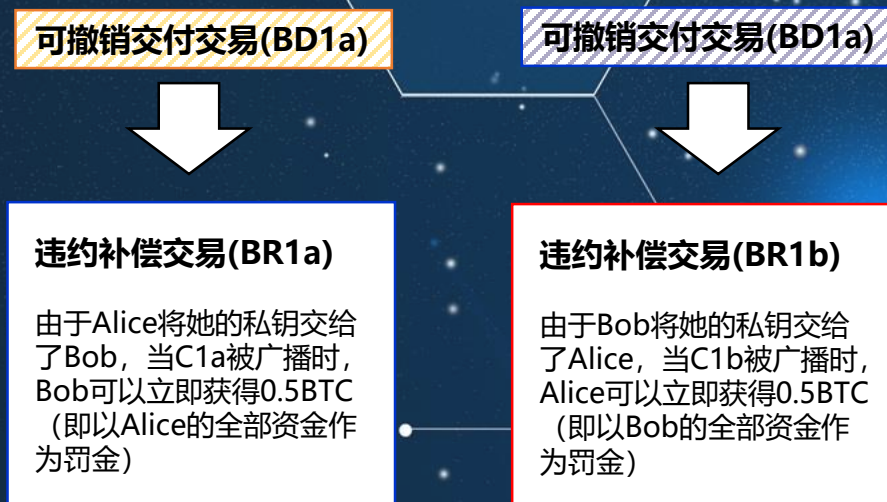 可撤销交付交易(BD1a)
可撤销交付交易(BD1a)
违约补偿交易(BR1a)
由于Alice将她的私钥交给
了Bob，当C1a被广播时，
Bob可以立即获得0.5BTC
（即以Alice的全部资金作
为罚金）
违约补偿交易(BR1b)
由于Bob将她的私钥交给
了Alice，当C1b被广播时，
Alice可以立即获得0.5BTC
（即以Bob的全部资金作
为罚金）